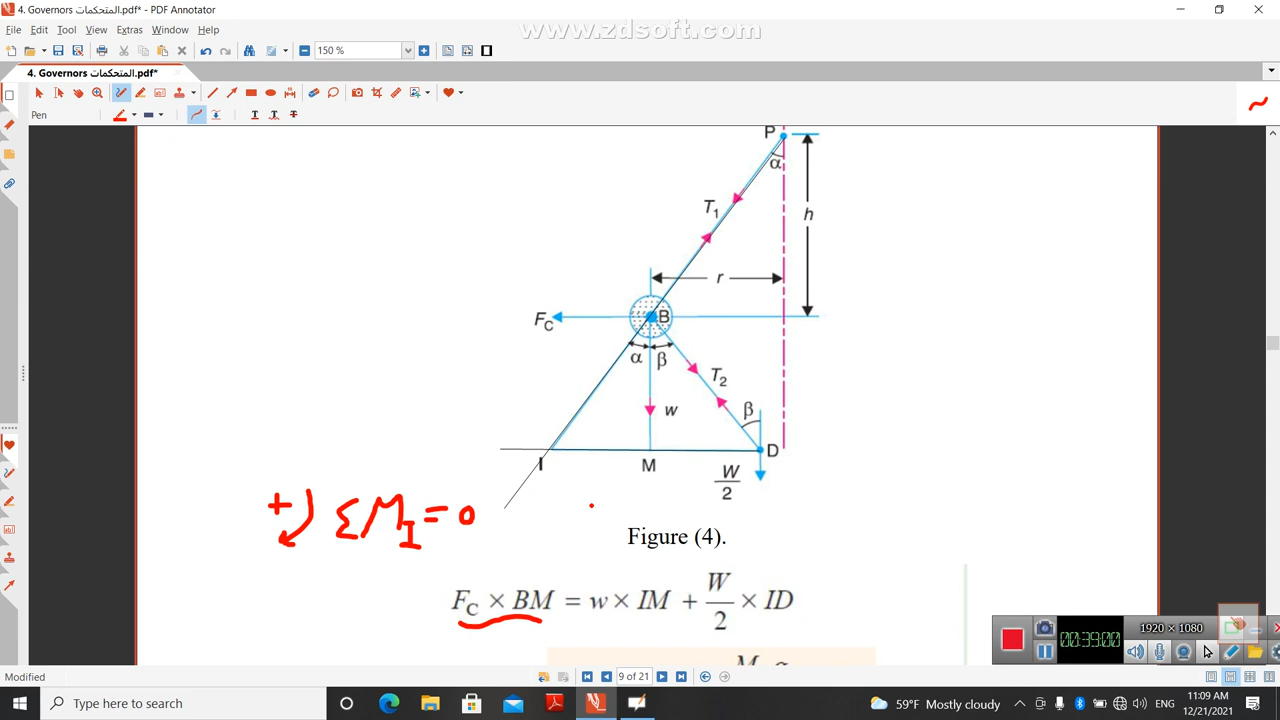 4. Governors المتحكمات.pdf* - PDF Annotator
www.zdsoft.com
File Edit Tool View Extras Window Help
150 %
4. Governors المتحكمات.pdf*
Pen
P
α
T1
h
r
FC
B
α β
T2
w
β
I
M
D
W
2
+ ΣMI=0
Figure (4).
FC × BM = w × IM + W/2 × ID
00:39:00
1920 × 1080
Modified
9 of 21
Type here to search
59°F Mostly cloudy
ENG
11:09 AM
12/21/2021